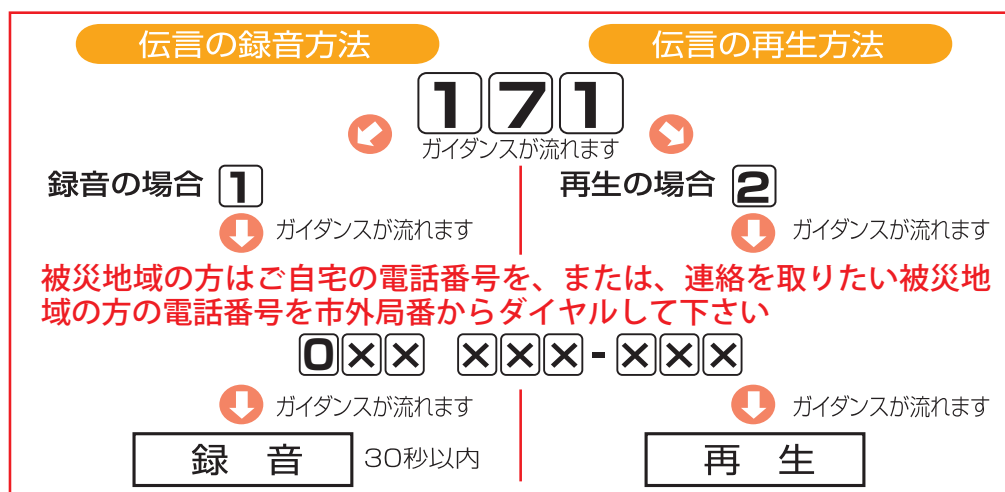 伝言の録音方法
伝言の再生方法
171
ガイダンスが流れます
録音の場合 1
再生の場合 2
ガイダンスが流れます
ガイダンスが流れます
被災地域の方はご自宅の電話番号を、または、連絡を取りたい被災地
域の方の電話番号を市外局番からダイヤルして下さい
0×× ×××-×××
ガイダンスが流れます
ガイダンスが流れます
録 音 30秒以内
再 生